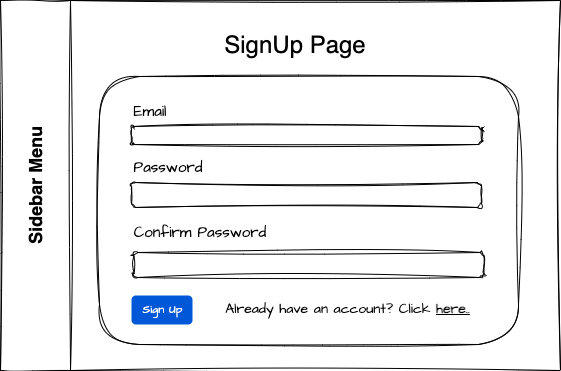 SignUp Page
Sidebar Menu
Email
Password
Confirm Password
Sign Up
Already have an account? Click here..